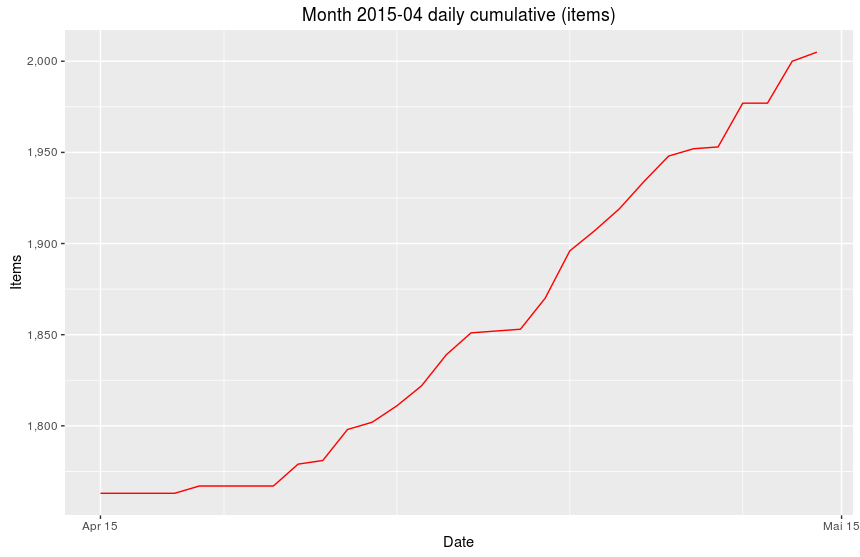 Month 2015-04 daily cumulative (items)
2,000
1,950
1,900
1,850
1,800
Items
Apr 15
Mai 15
Date